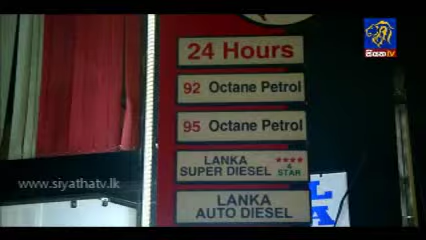 සියත TV
24 Hours
92 Octane Petrol
95 Octane Petrol
LANKA
SUPER DIESEL
4
STAR
LANKA
AUTO DIESEL
www.siyathatv.lk
L
A